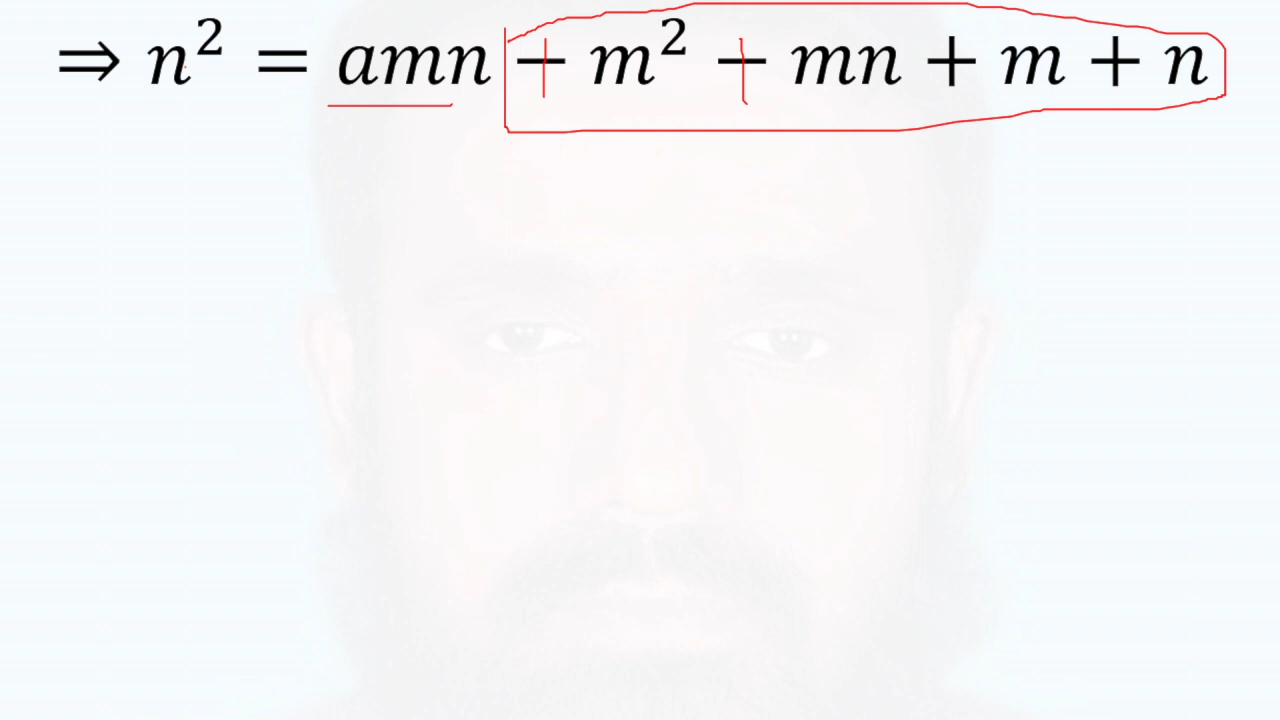 ⇒ n² = amn − m² − mn + m + n